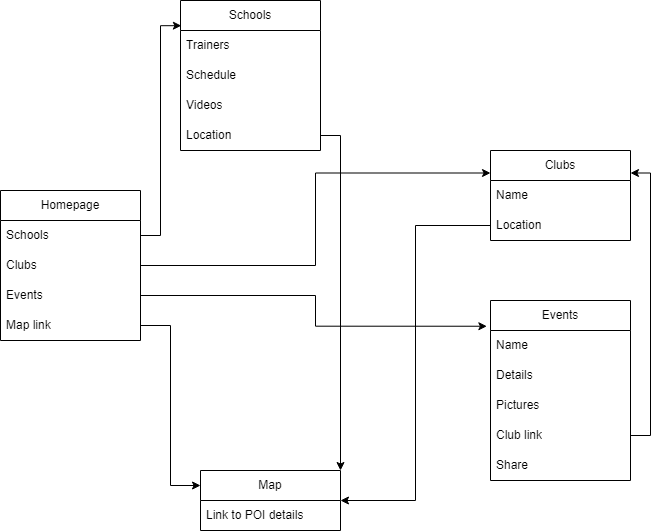 Schools
Trainers
Schedule
Videos
Location
Homepage
Schools
Clubs
Events
Map link
Clubs
Name
Location
Events
Name
Details
Pictures
Club link
Share
Map
Link to POI details